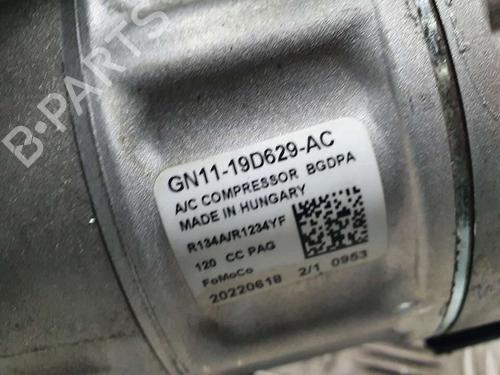 B-PARTS
GN11-19D629-AC
A/C COMPRESSOR BGDPA
MADE IN HUNGARY
R134A/R1234YF
120 CC PAG
FoMoCo
20220618 2/1 0953